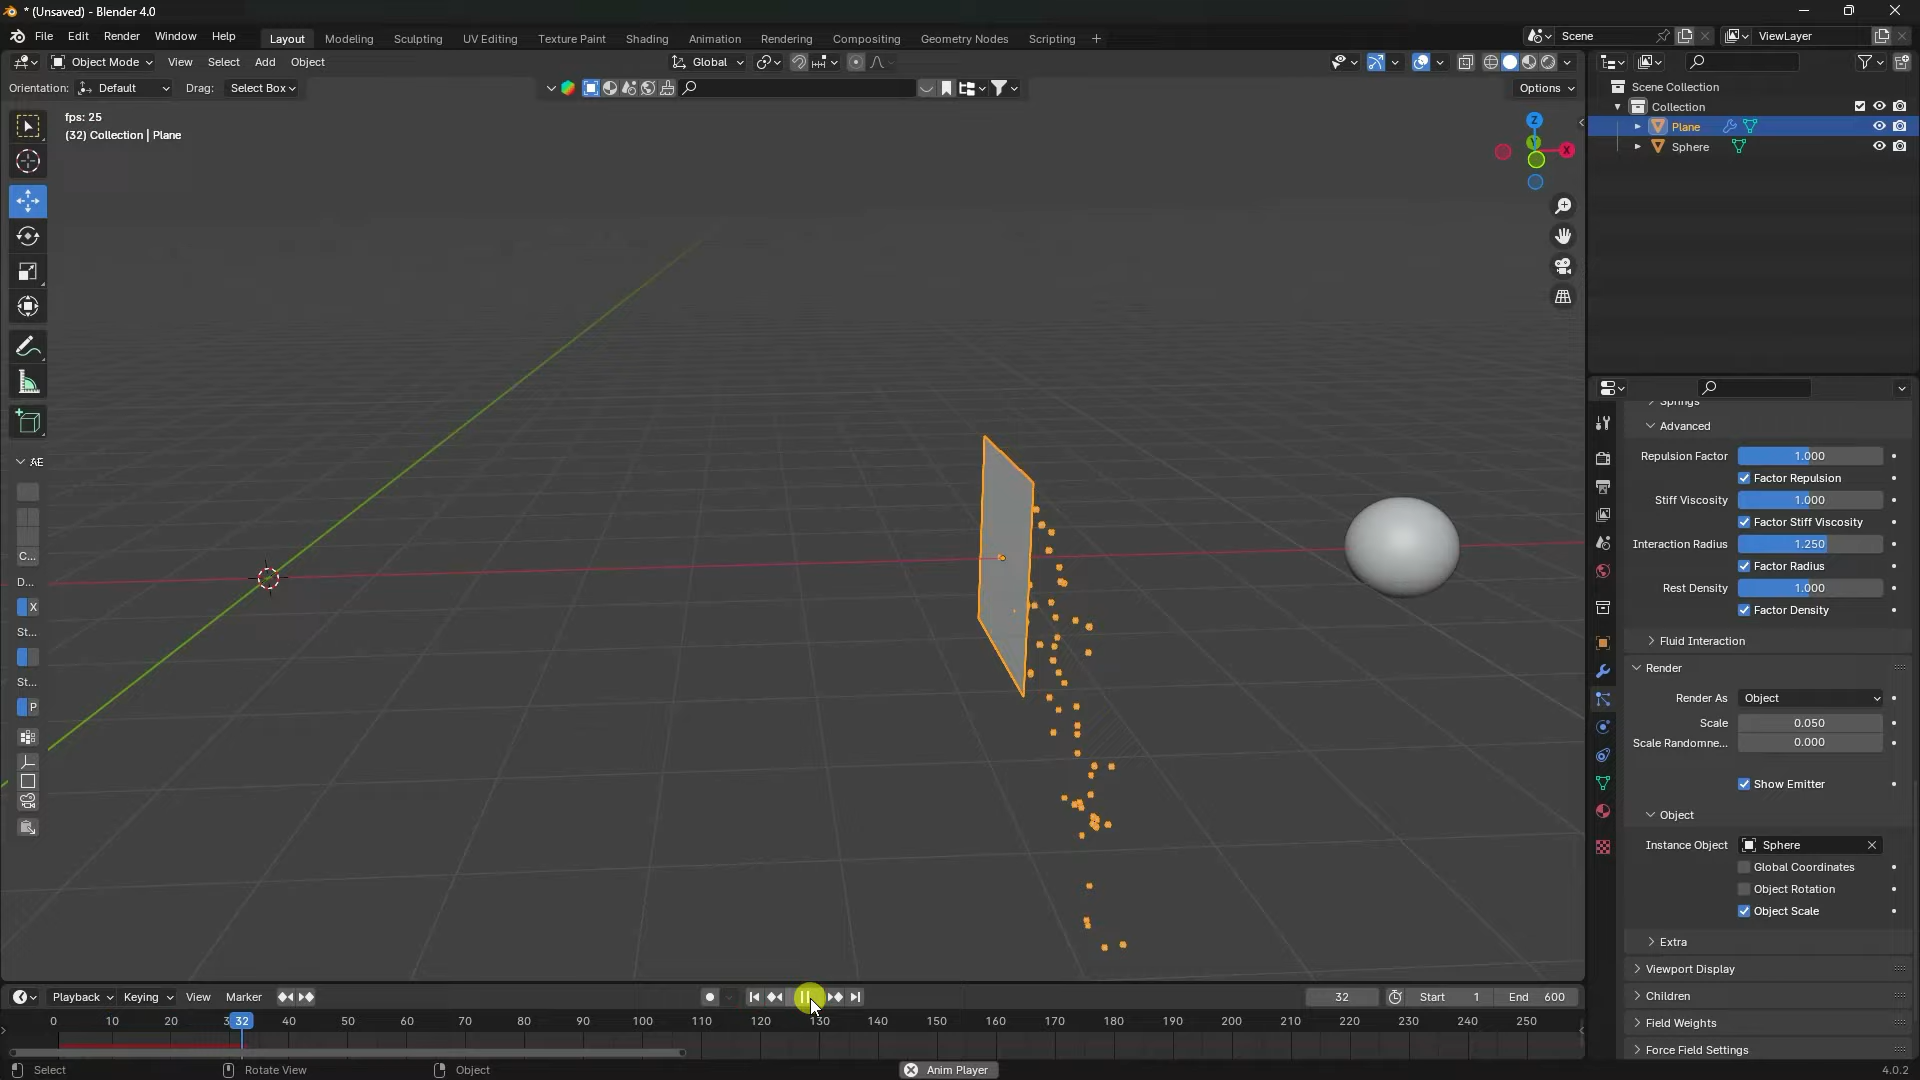 * (Unsaved) - Blender 4.0
File Edit Render Window Help
Layout Modeling Sculpting UV Editing Texture Paint Shading Animation Rendering Compositing Geometry Nodes Scripting +
Scene
ViewLayer
Object Mode View Select Add Object
Global
Orientation: Default Drag: Select Box
Options
fps: 25
(32) Collection | Plane
Z
X
Y
AE
C...
D...
X
St...
St...
P
Scene Collection
Collection
Plane
Sphere
Springs
Advanced
Repulsion Factor 1.000
Factor Repulsion
Stiff Viscosity 1.000
Factor Stiff Viscosity
Interaction Radius 1.250
Factor Radius
Rest Density 1.000
Factor Density
Fluid Interaction
Render
Render As Object
Scale 0.050
Scale Randomne... 0.000
Show Emitter
Object
Instance Object Sphere
Global Coordinates
Object Rotation
Object Scale
Extra
Viewport Display
Children
Field Weights
Force Field Settings
Playback Keying View Marker
32 Start 1 End 600
0 10 20 3 32 40 50 60 70 80 90 100 110 120 130 140 150 160 170 180 190 200 210 220 230 240 250
Select Rotate View Object
Anim Player
4.0.2